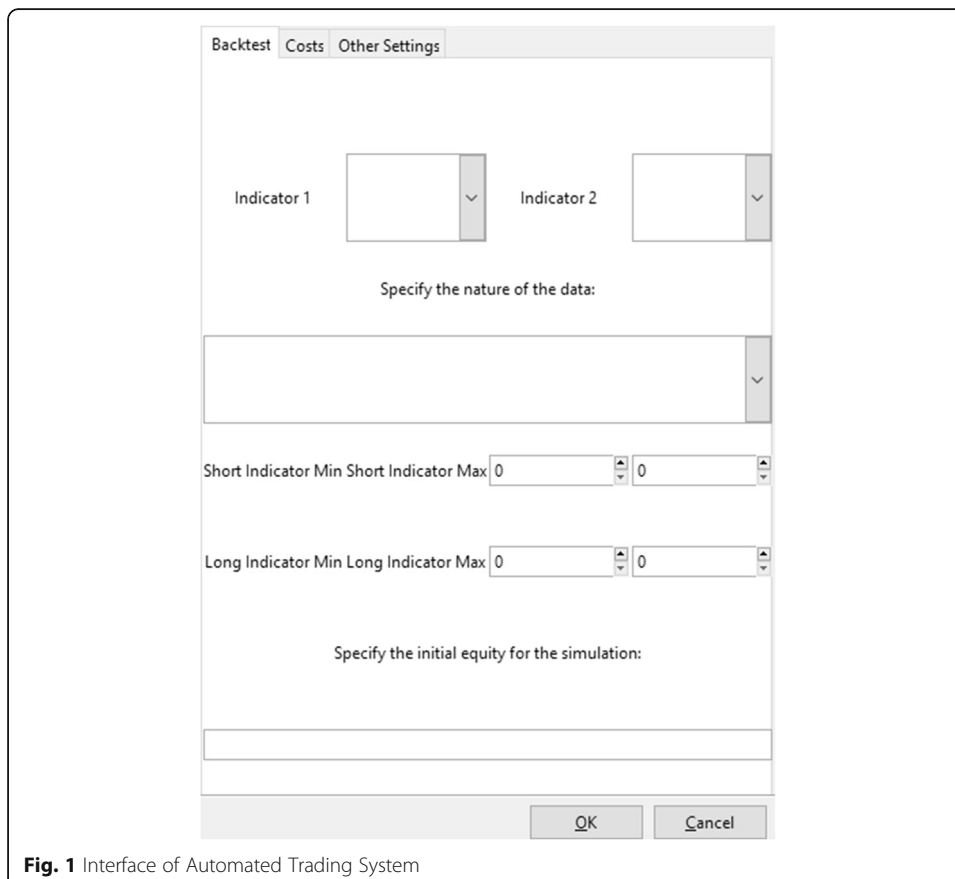 Backtest Costs Other Settings
Indicator 1 Indicator 2
Specify the nature of the data:
Short Indicator Min Short Indicator Max 0 0
Long Indicator Min Long Indicator Max 0 0
Specify the initial equity for the simulation:
OK Cancel
Fig. 1 Interface of Automated Trading System